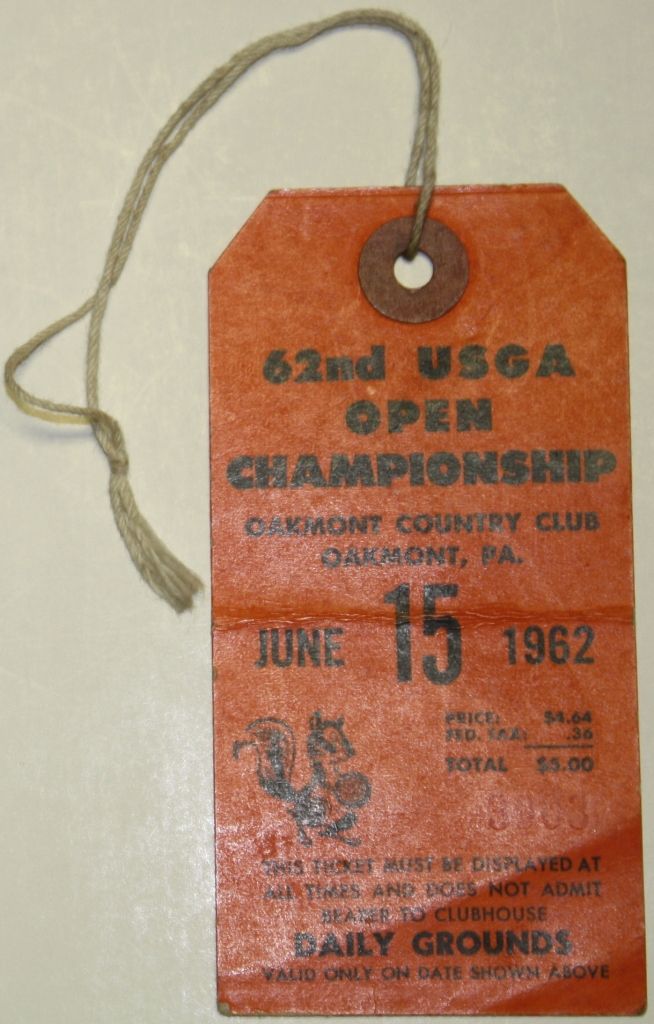 62nd USGA
OPEN
CHAMPIONSHIP
OAKMONT COUNTRY CLUB
OAKMONT, PA.
JUNE 15 1962
PRICE: $4.64
FED. TAX: .36
TOTAL $5.00
THIS TICKET MUST BE DISPLAYED AT
ALL TIMES AND DOES NOT ADMIT
BEARER TO CLUBHOUSE
DAILY GROUNDS
VALID ONLY ON DATE SHOWN ABOVE